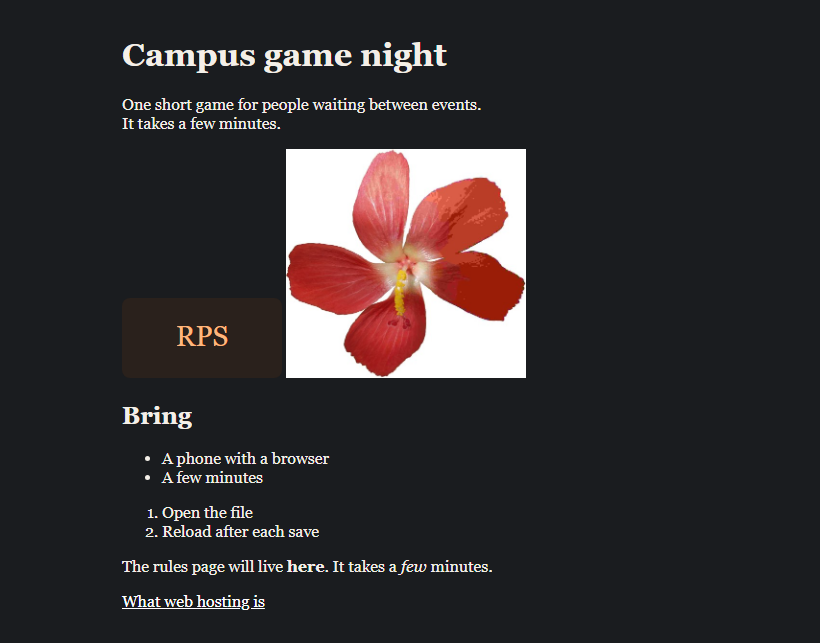 Campus game night
One short game for people waiting between events.
It takes a few minutes.
RPS
Bring
• A phone with a browser
• A few minutes
1. Open the file
2. Reload after each save
The rules page will live here. It takes a few minutes.
What web hosting is